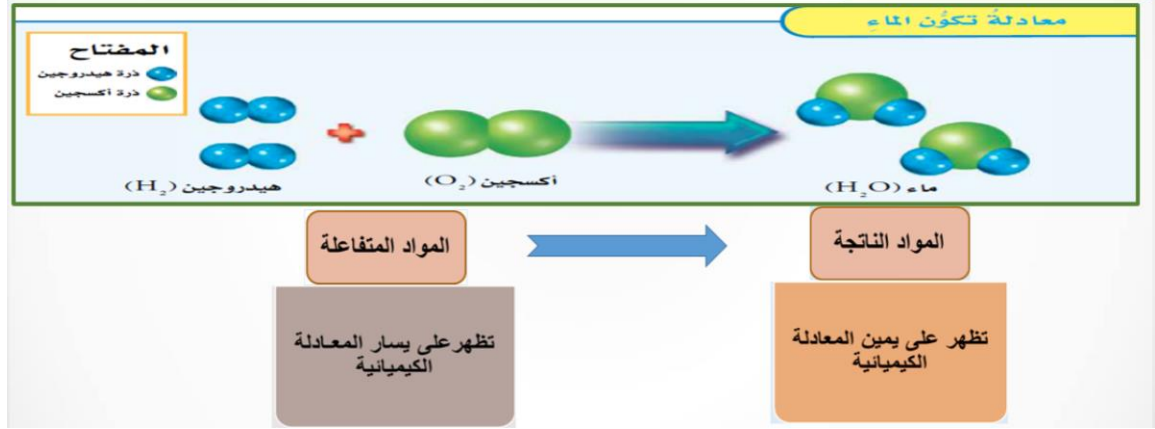 معادلةُ تكوُّن الماءِ
المفتاح
ذرة هيدروجين
ذرة أكسجين
هيدروجين (H₂)
أكسجين (O₂)
ماء (H₂O)
المواد المتفاعلة
المواد الناتجة
تظهرعلى يسار المعادلة
الكيميائية
تظهر على يمين المعادلة
الكيميائية